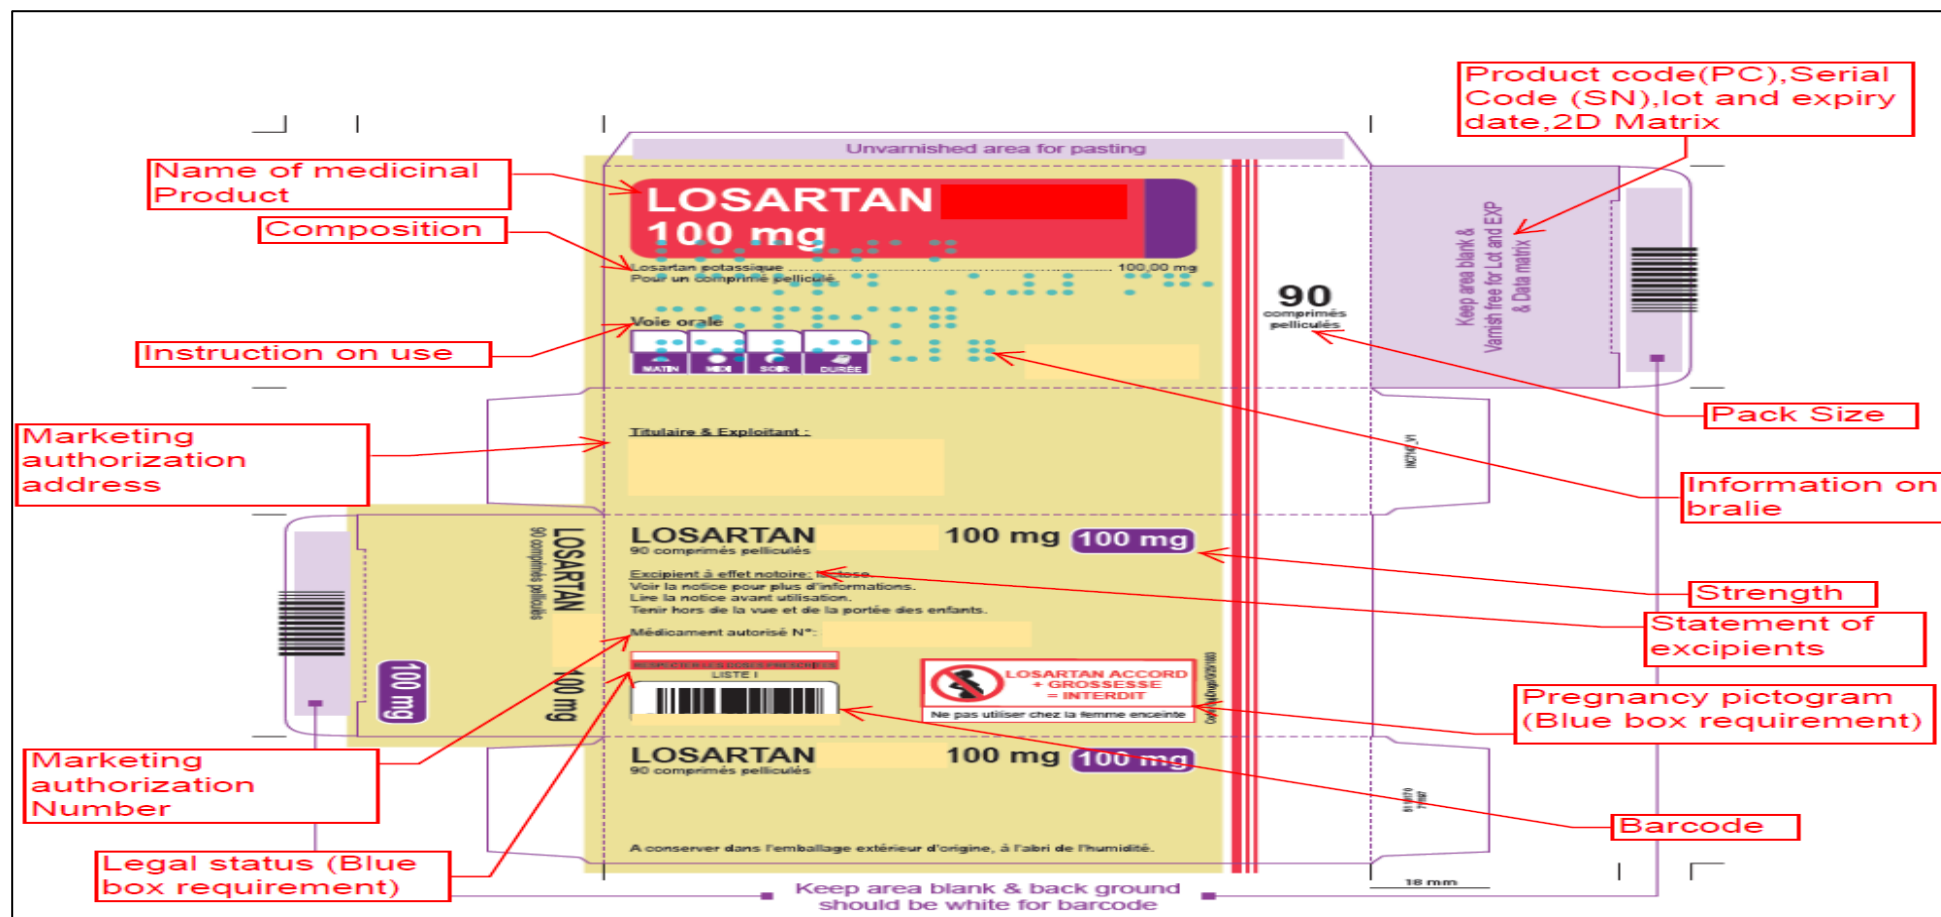 Product code(PC),Serial
Code (SN),lot and expiry
date,2D Matrix
Unvarnished area for pasting
Name of medicinal
Product
LOSARTAN
100 mg
Composition
Losartan potassique ........ 100,00 mg
Pour un comprimé pelliculé.
Keep area blank &
Varnish free for Lot and EXP
& Data matrix
90
comprimés
pelliculés
Voie orale
Instruction on use
MATIN MIDI SOIR DURÉE
Pack Size
Marketing
authorization
address
Titulaire & Exploitant :
Information on
bralie
LOSARTAN 100 mg 100 mg
90 comprimés pelliculés
LOSARTAN 100 mg
90 comprimés pelliculés
100 mg
Excipient à effet notoire: lactose.
Voir la notice pour plus d'informations.
Lire la notice avant utilisation.
Tenir hors de la vue et de la portée des enfants.
Strength
Statement of
excipients
Médicament autorisé N°:
RESPECTER LES DOSES PRESCRITES
LISTE I
LOSARTAN ACCORD
+ GROSSESSE
= INTERDIT
Ne pas utiliser chez la femme enceinte
Pregnancy pictogram
(Blue box requirement)
Marketing
authorization
Number
LOSARTAN 100 mg 100 mg
90 comprimés pelliculés
Barcode
Legal status (Blue
box requirement)
A conserver dans l'emballage extérieur d'origine, à l'abri de l'humidité.
18 mm
Keep area blank & back ground
should be white for barcode